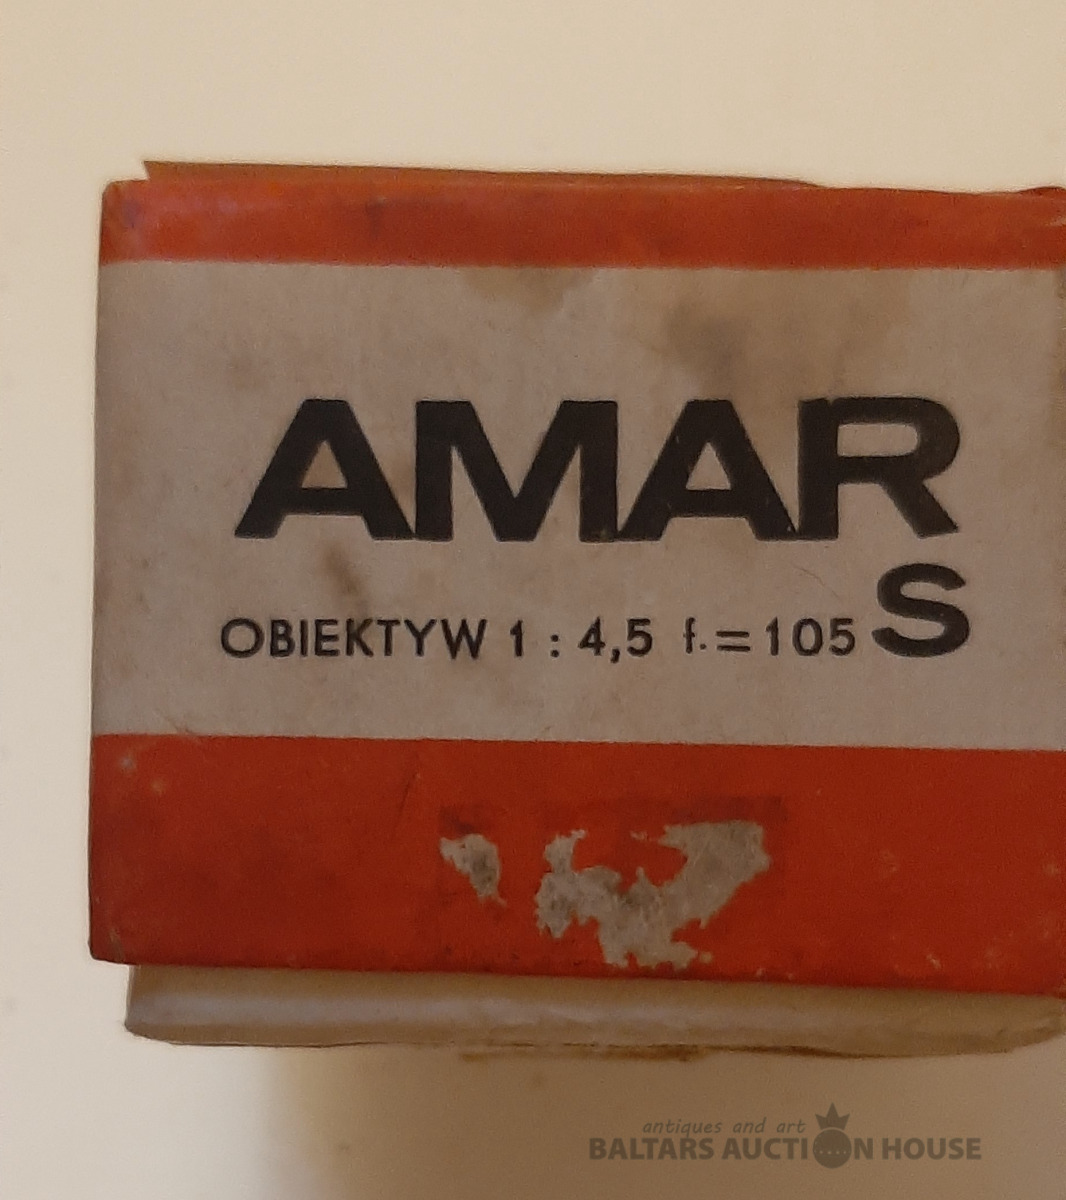 AMAR
S
OBIEKTYW 1 : 4,5 f.=105
antiques and art
BALTARS AUCTION HOUSE